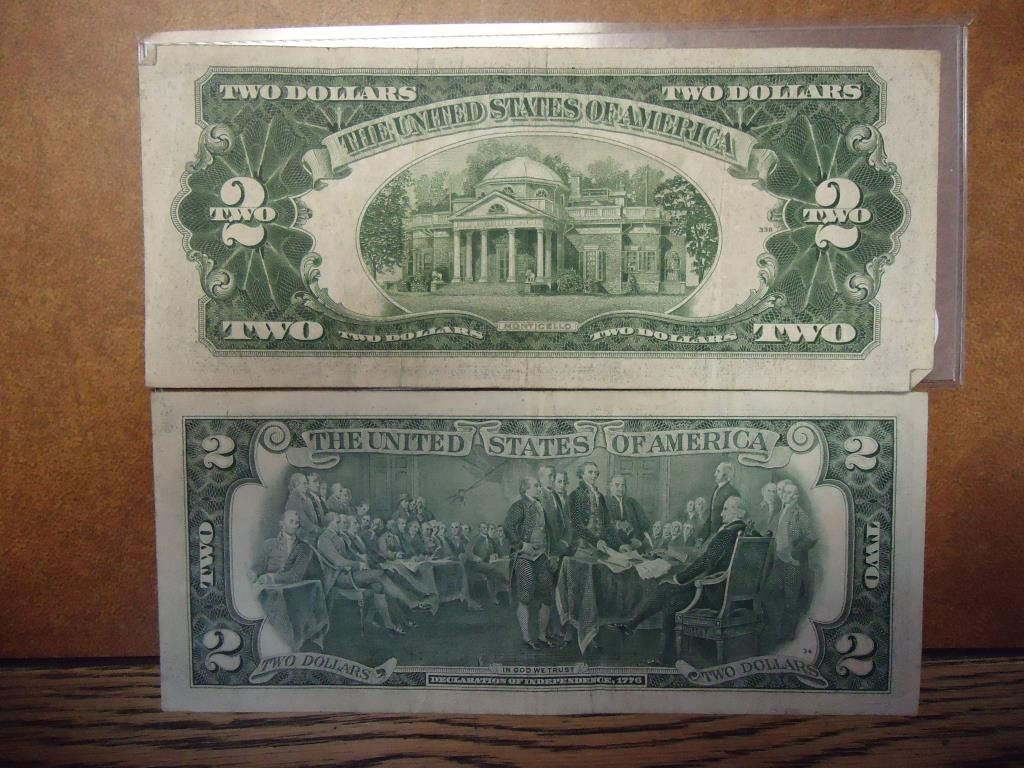 TWO DOLLARS TWO DOLLARS
THE UNITED STATES OF AMERICA
2 2
TWO TWO
338
MONTICELLO
TWO TWO DOLLARS TWO DOLLARS TWO
2 THE UNITED STATES OF AMERICA 2
TWO TWO
34
2 2
TWO DOLLARS IN GOD WE TRUST TWO DOLLARS
DECLARATION OF INDEPENDENCE, 1776